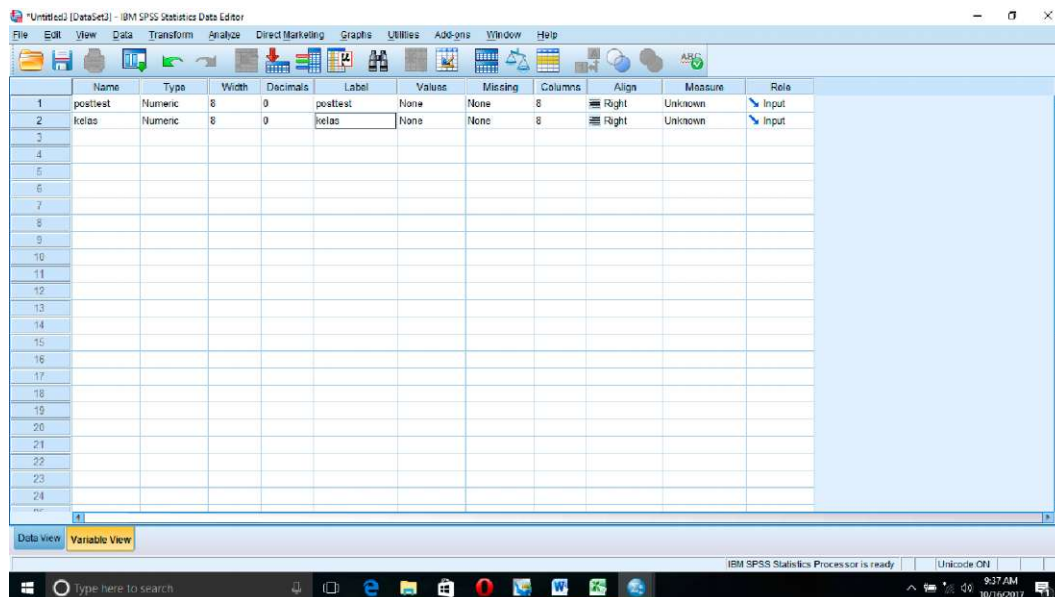 *Untitled3 [DataSet3] - IBM SPSS Statistics Data Editor
File Edit View Data Transform Analyze Direct Marketing Graphs Utilities Add-ons Window Help
Name Type Width Decimals Label Values Missing Columns Align Measure Role
1 posttest Numeric 8 0 posttest None None 8 Right Unknown Input
2 kelas Numeric 8 0 kelas None None 8 Right Unknown Input
3
4
5
6
7
8
9
10
11
12
13
14
15
16
17
18
19
20
21
22
23
24
Data View Variable View
IBM SPSS Statistics Processor is ready Unicode:ON
Type here to search 9:37 AM
10/16/2017